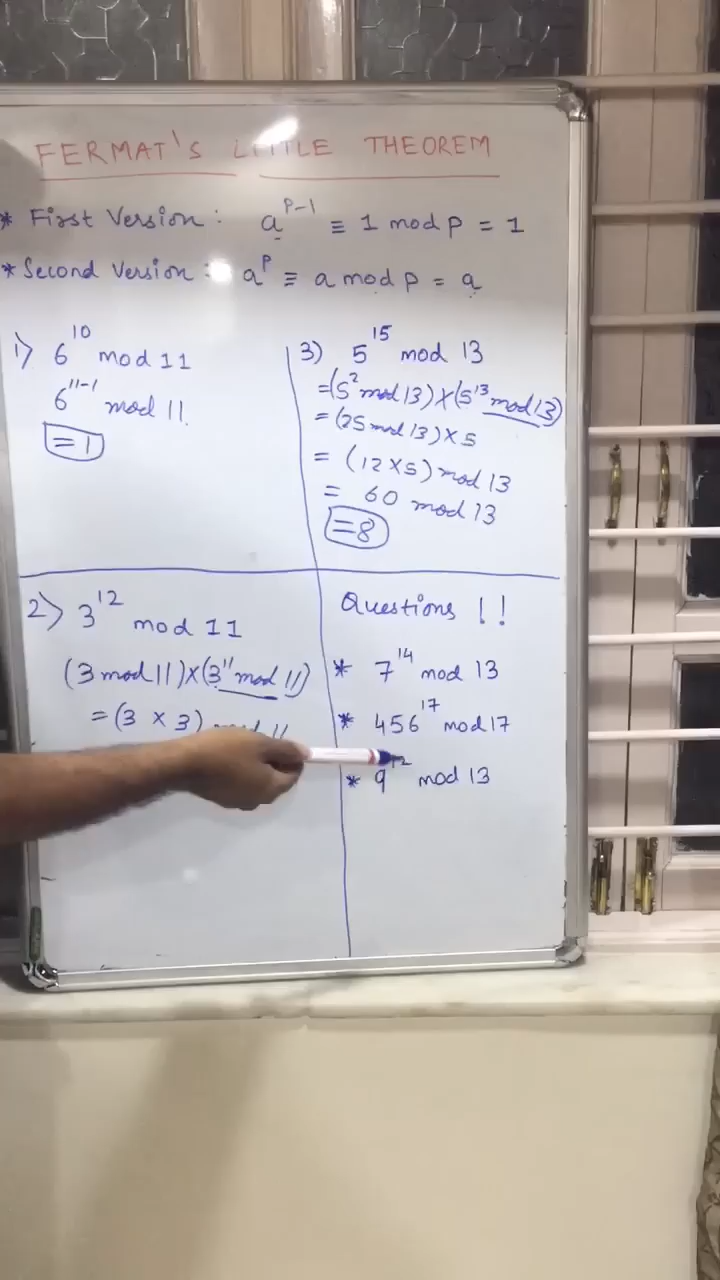 FERMAT'S LITTLE THEOREM
* First Version: a^P-1 ≡ 1 mod P = 1
* Second Version: a^P ≡ a mod P = a
1) 6^10 mod 11
6^11-1 mod 11
= 1
3) 5^15 mod 13
=(5^2 mod 13)×(5^13 mod 13)
= (25 mod 13)×5
= (12×5) mod 13
= 60 mod 13
=8
2) 3^12 mod 11
(3 mod 11)×(3^11 mod 11)
= (3 × 3) mod 11
Questions !!
* 7^14 mod 13
* 456^17 mod 17
* 9^12 mod 13